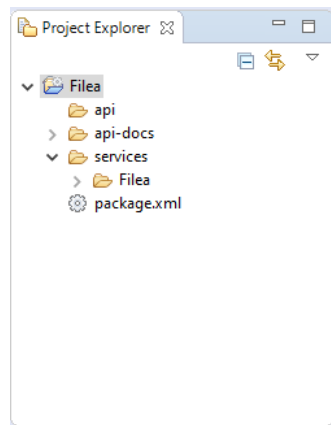 Project Explorer
Filea
api
api-docs
services
Filea
package.xml